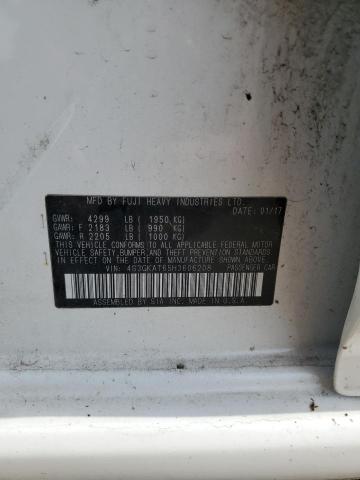 MFD BY FUJI HEAVY INDUSTRIES LTD.
DATE: 01/17
GVWR: 4299 LB ( 1950 KG)
GAWR: F 2183 LB ( 990 KG)
GAWR: R 2205 LB ( 1000 KG)
THIS VEHICLE CONFORMS TO ALL APPLICABLE FEDERAL MOTOR
VEHICLE SAFETY, BUMPER, AND THEFT PREVENTION STANDARDS
IN EFFECT ON THE DATE OF MANUFACTURE SHOWN ABOVE.
VIN: 4S3GKAT65H3606208 PASSENGER CAR
ASSEMBLED BY SIA INC. IN U.S.A.